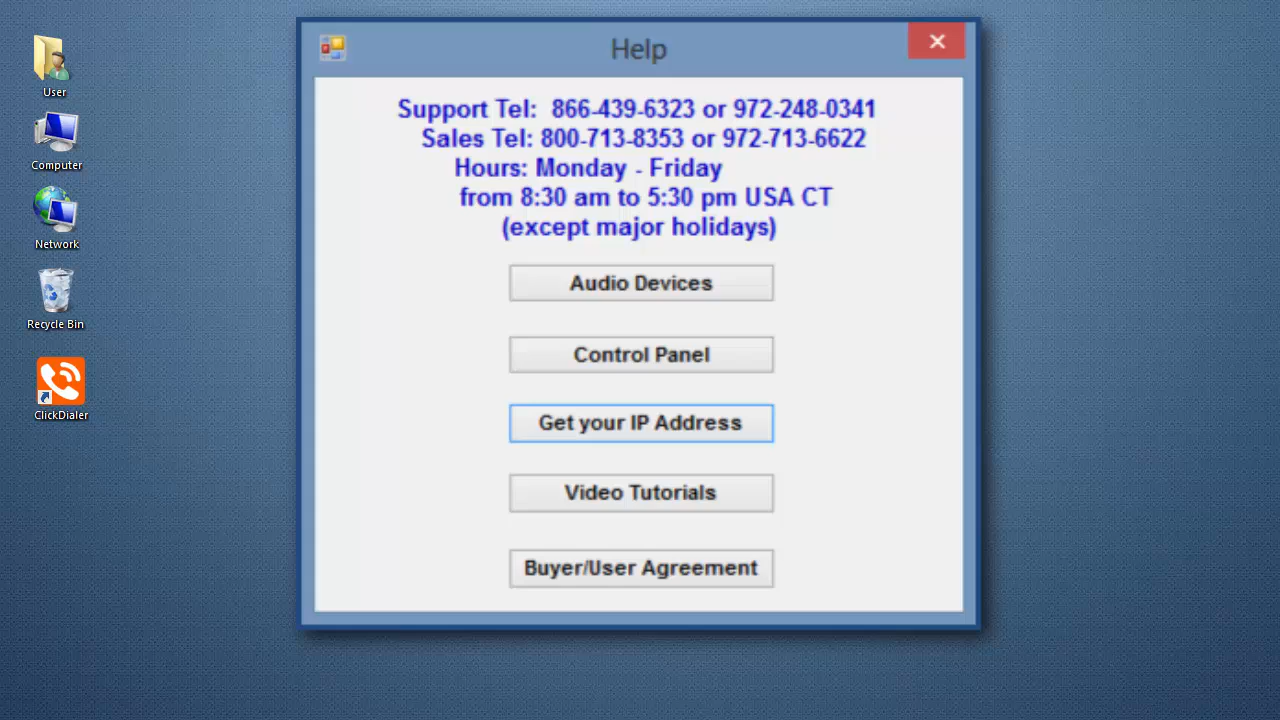 Help
Support Tel: 866-439-6323 or 972-248-0341
Sales Tel: 800-713-8353 or 972-713-6622
Hours: Monday - Friday
from 8:30 am to 5:30 pm USA CT
(except major holidays)
Audio Devices
Control Panel
Get your IP Address
Video Tutorials
Buyer/User Agreement
User
Computer
Network
Recycle Bin
ClickDialer